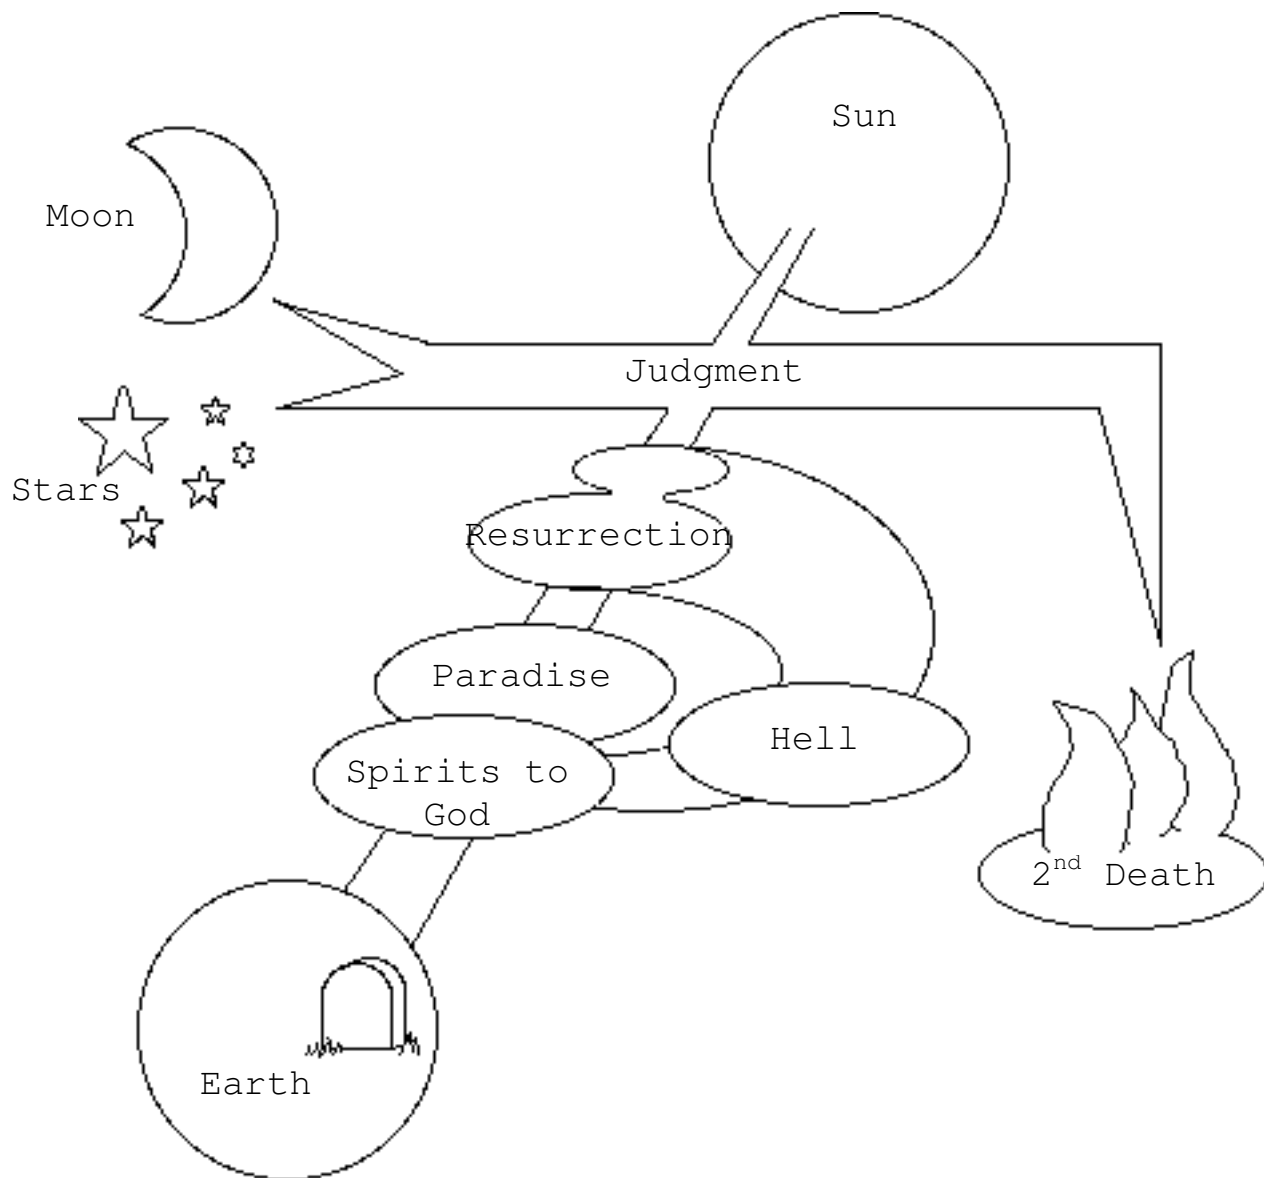 Sun
Moon
Judgment
Stars
Resurrection
Paradise
Hell
Spirits to
God
2nd Death
Earth